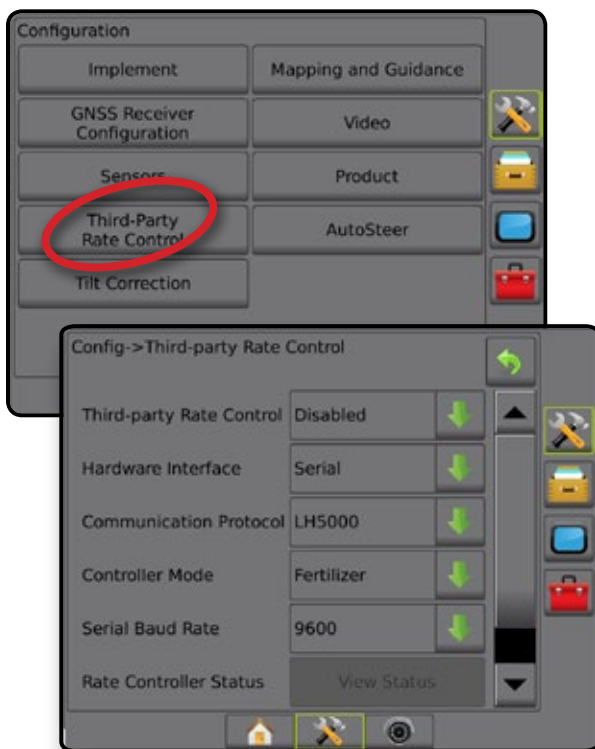 Configuration
Implement
Mapping and Guidance
GNSS Receiver
Configuration
Video
Sensors
Product
Third-Party
Rate Control
AutoSteer
Tilt Correction
Config->Third-party Rate Control
Third-party Rate Control Disabled
Hardware Interface Serial
Communication Protocol LH5000
Controller Mode Fertilizer
Serial Baud Rate 9600
Rate Controller Status View Status